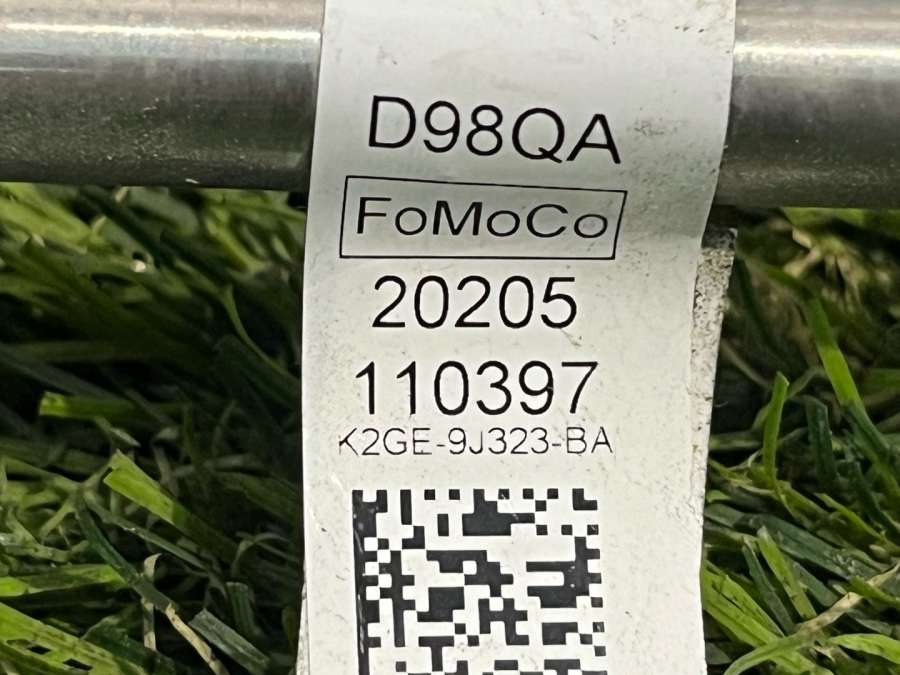 D98QA
FoMoCo
20205
110397
K2GE-9J323-BA